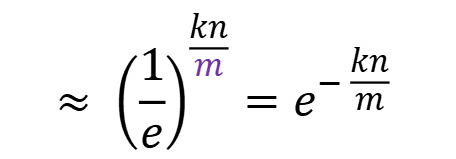 ≈ (1/e)^(kn/m) = e^(− kn/m)